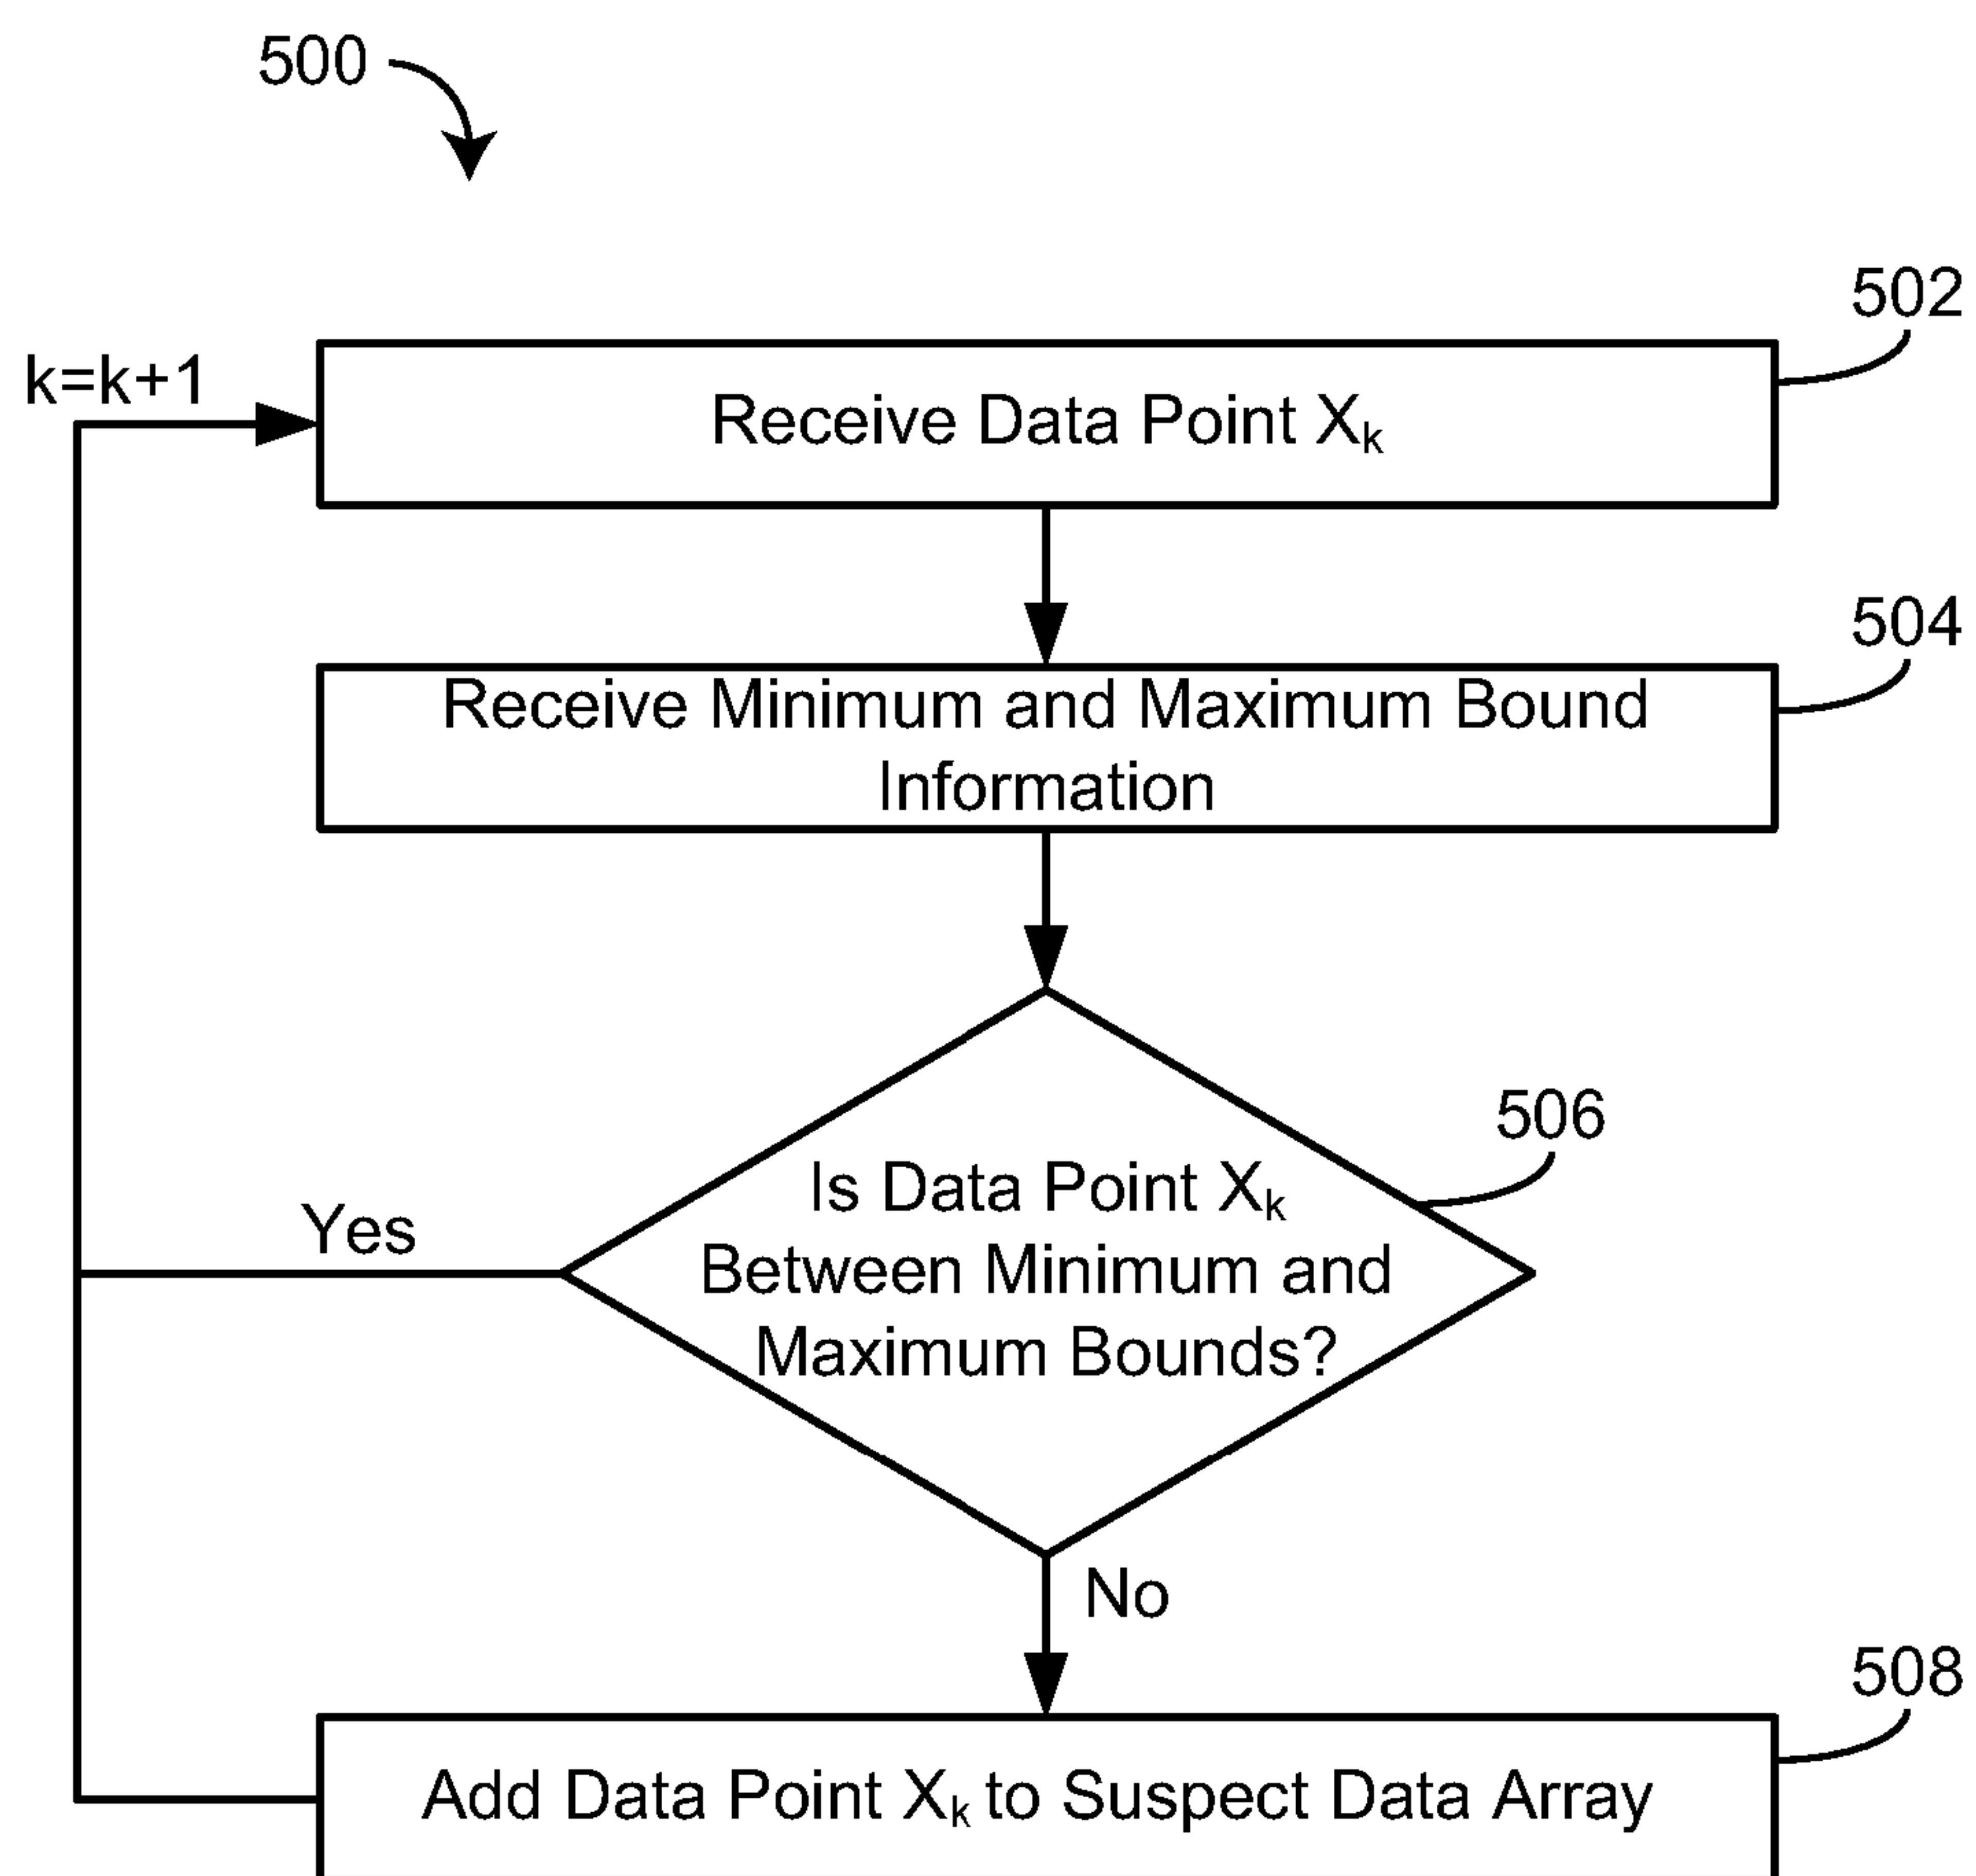 500
502
k=k+1
Receive Data Point Xk
504
Receive Minimum and Maximum Bound
Information
506
Is Data Point Xk
Between Minimum and
Maximum Bounds?
Yes
No
508
Add Data Point Xk to Suspect Data Array